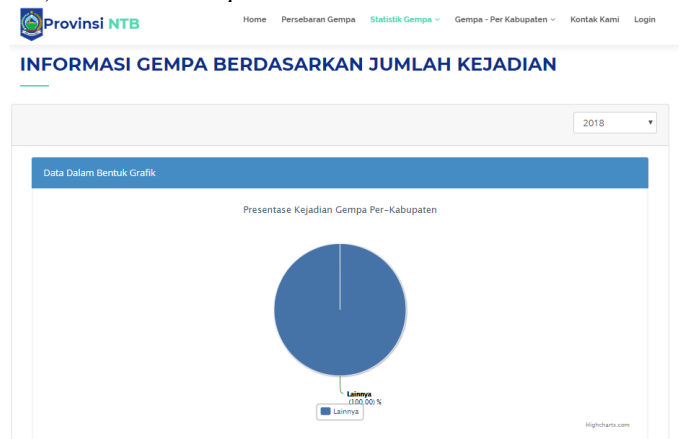 Provinsi NTB
Home Persebaran Gempa Statistik Gempa Gempa - Per Kabupaten Kontak Kami Login
INFORMASI GEMPA BERDASARKAN JUMLAH KEJADIAN
2018
Data Dalam Bentuk Grafik
Presentase Kejadian Gempa Per-Kabupaten
Lainnya
(100.00) %
Lainnya
Highcharts.com